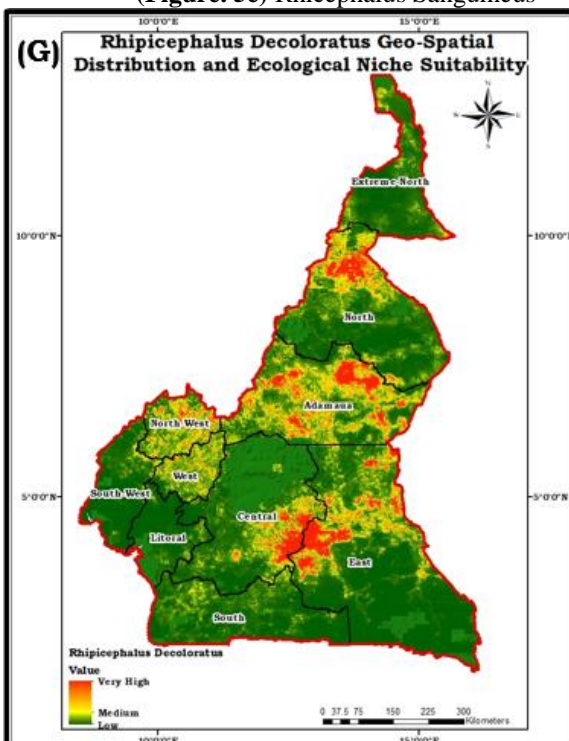 (Figure: 5e) Rhicephalus Sanguineus
(G)
Rhipicephalus Decoloratus Geo-Spatial
Distribution and Ecological Niche Suitability
10°0'0"E
15°0'0"E
N
W
E
S
Extreme-North
10°0'0"N
10°0'0"N
North
Adamaua
North-West
West
South-West
5°0'0"N
5°0'0"N
Central
Litoral
East
South
Rhipicephalus Decoloratus
Value
Very High
Medium
Low
0 37.5 75 150 225 300
Kilometers
10°0'0"E
15°0'0"E